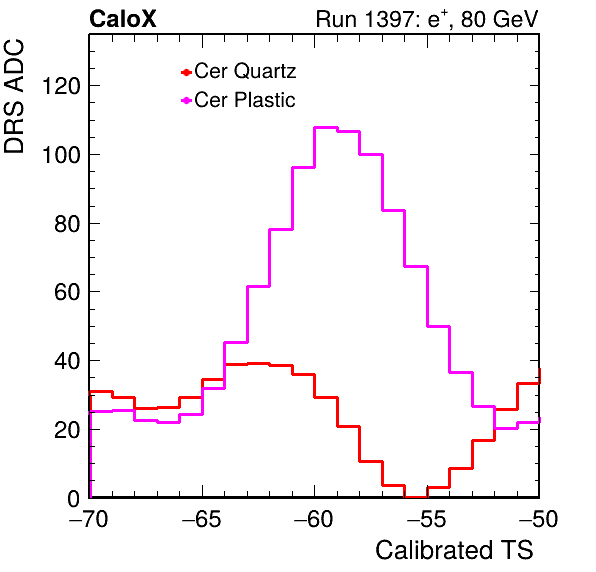 CaloX Run 1397: e⁺, 80 GeV
DRS ADC
Cer Quartz
Cer Plastic
120
100
80
60
40
20
0
−70 −65 −60 −55 −50
Calibrated TS